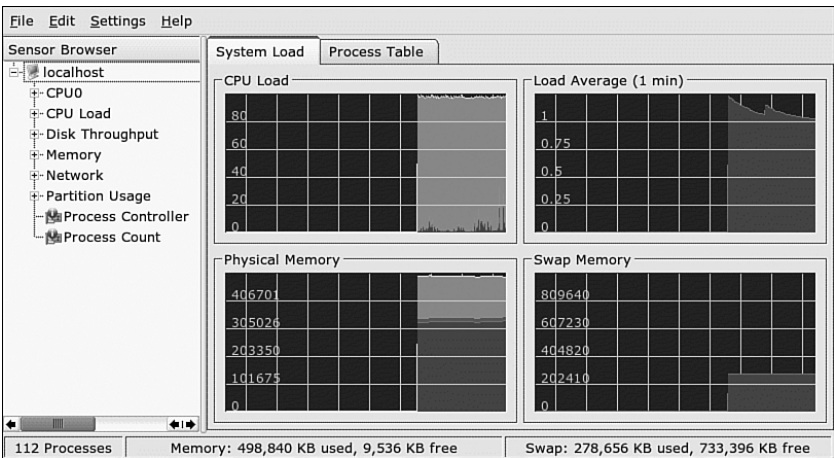 File Edit Settings Help
Sensor Browser
localhost
CPU0
CPU Load
Disk Throughput
Memory
Network
Partition Usage
Process Controller
Process Count
System Load Process Table
CPU Load
80
60
40
20
0
Load Average (1 min)
1
0.75
0.5
0.25
0
Physical Memory
406701
305026
203350
101675
0
Swap Memory
809640
607230
404820
202410
0
112 Processes Memory: 498,840 KB used, 9,536 KB free Swap: 278,656 KB used, 733,396 KB free